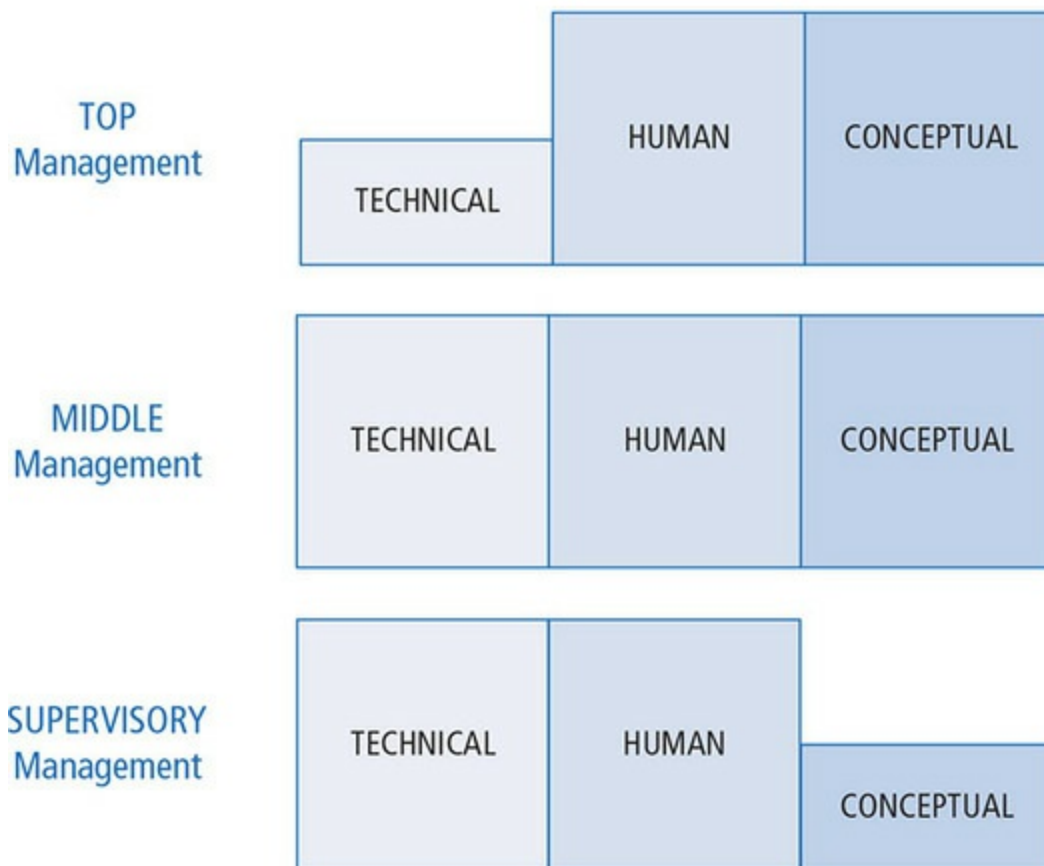 TOP
Management
TECHNICAL
HUMAN
CONCEPTUAL
MIDDLE
Management
TECHNICAL
HUMAN
CONCEPTUAL
SUPERVISORY
Management
TECHNICAL
HUMAN
CONCEPTUAL